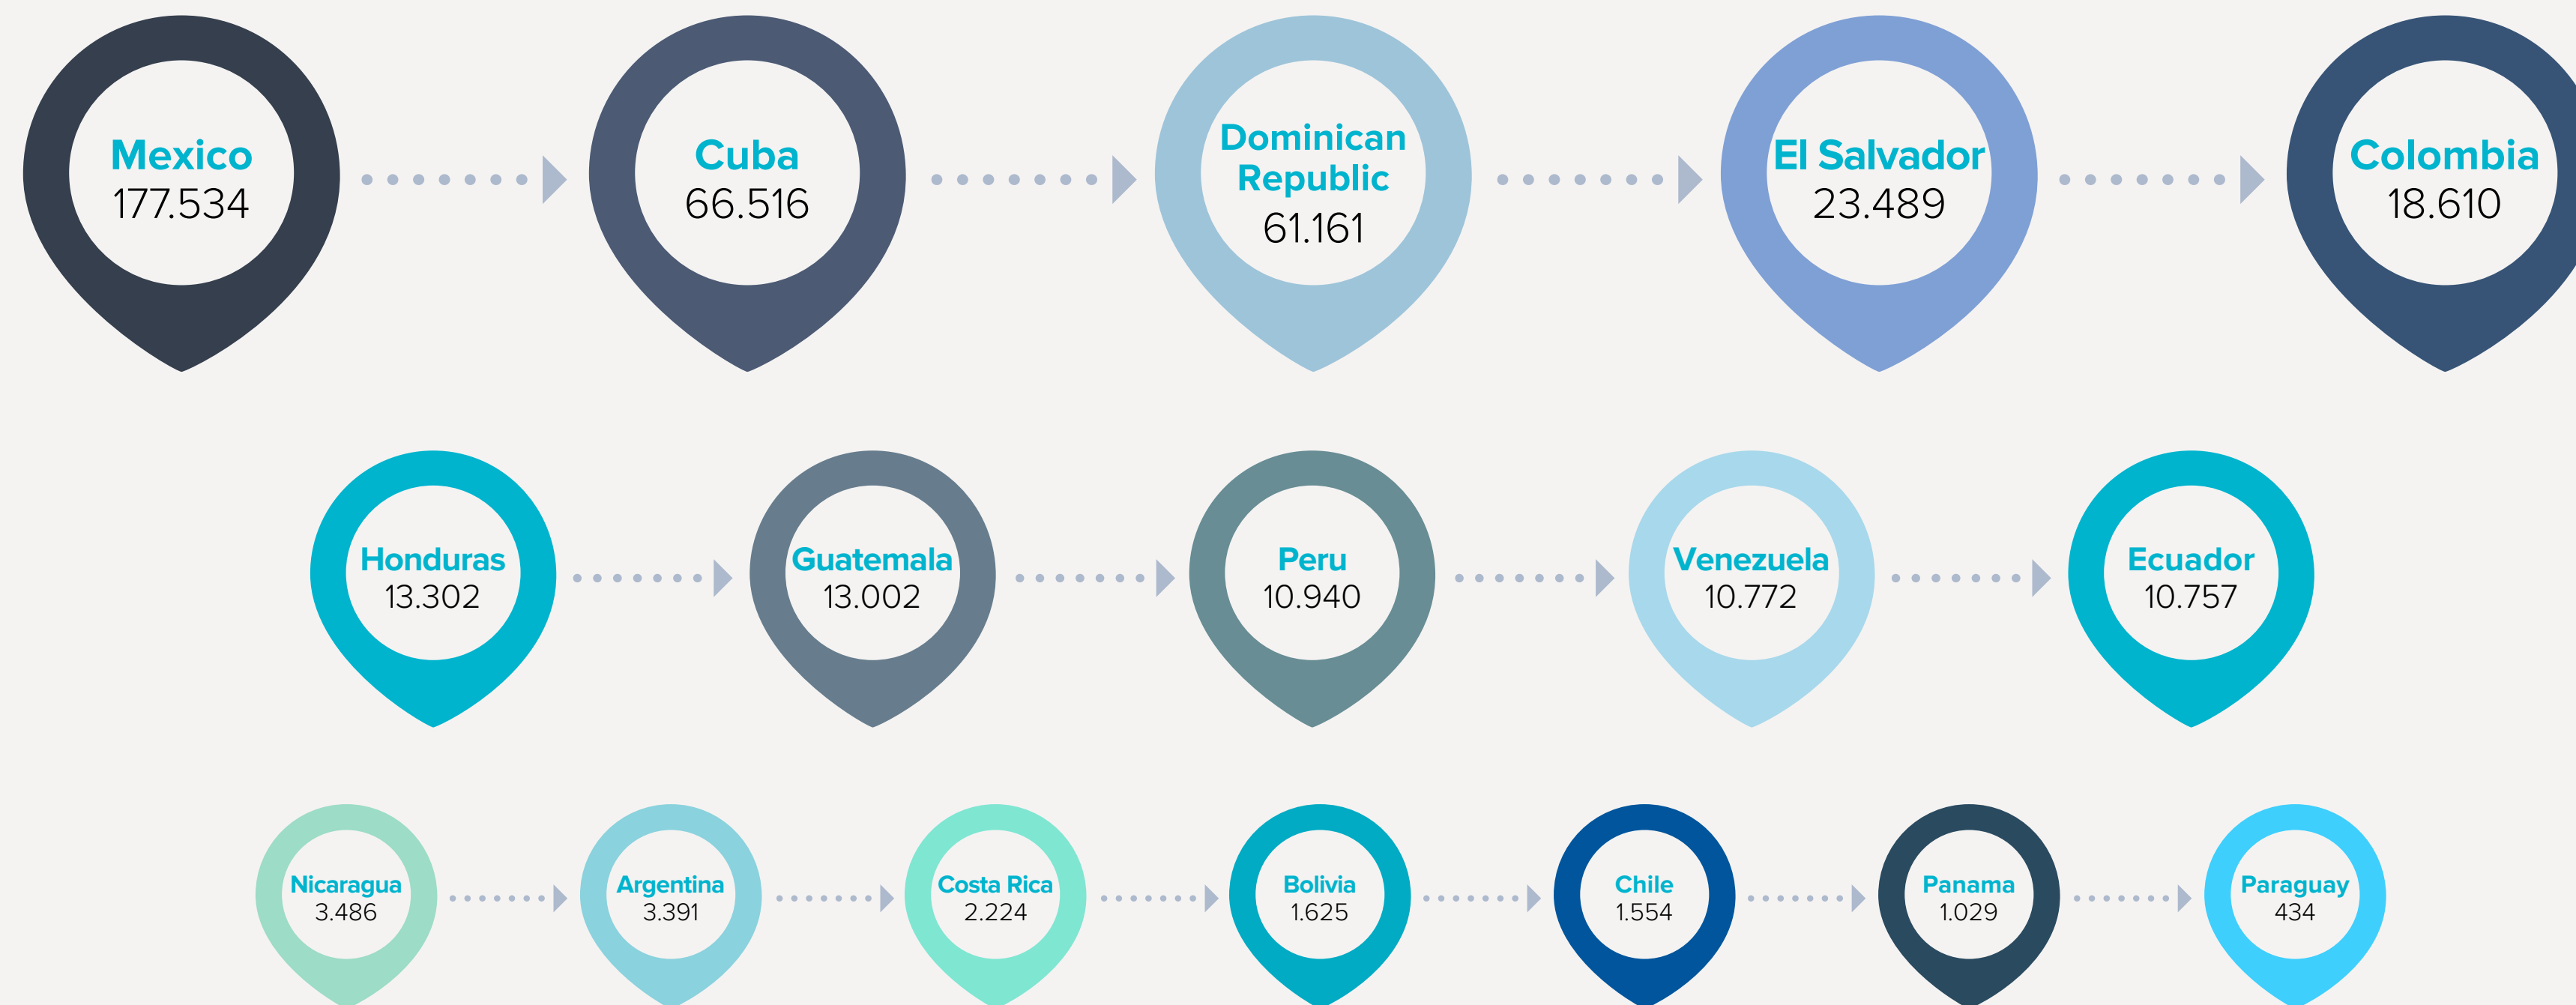 Mexico
177.534
Cuba
66.516
Dominican
Republic
61.161
El Salvador
23.489
Colombia
18.610
Honduras
13.302
Guatemala
13.002
Peru
10.940
Venezuela
10.772
Ecuador
10.757
Nicaragua
3.486
Argentina
3.391
Costa Rica
2.224
Bolivia
1.625
Chile
1.554
Panama
1.029
Paraguay
434